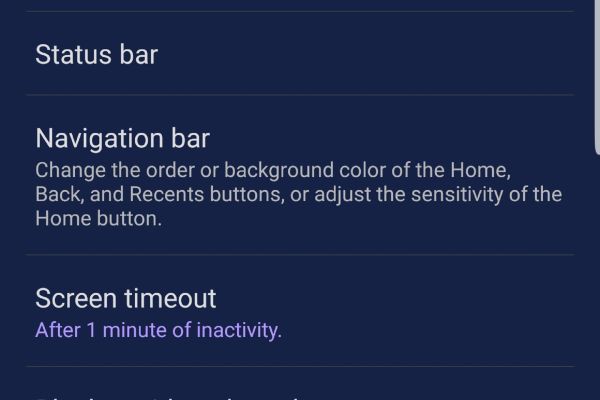 Status bar
Navigation bar
Change the order or background color of the Home,
Back, and Recents buttons, or adjust the sensitivity of the
Home button.
Screen timeout
After 1 minute of inactivity.